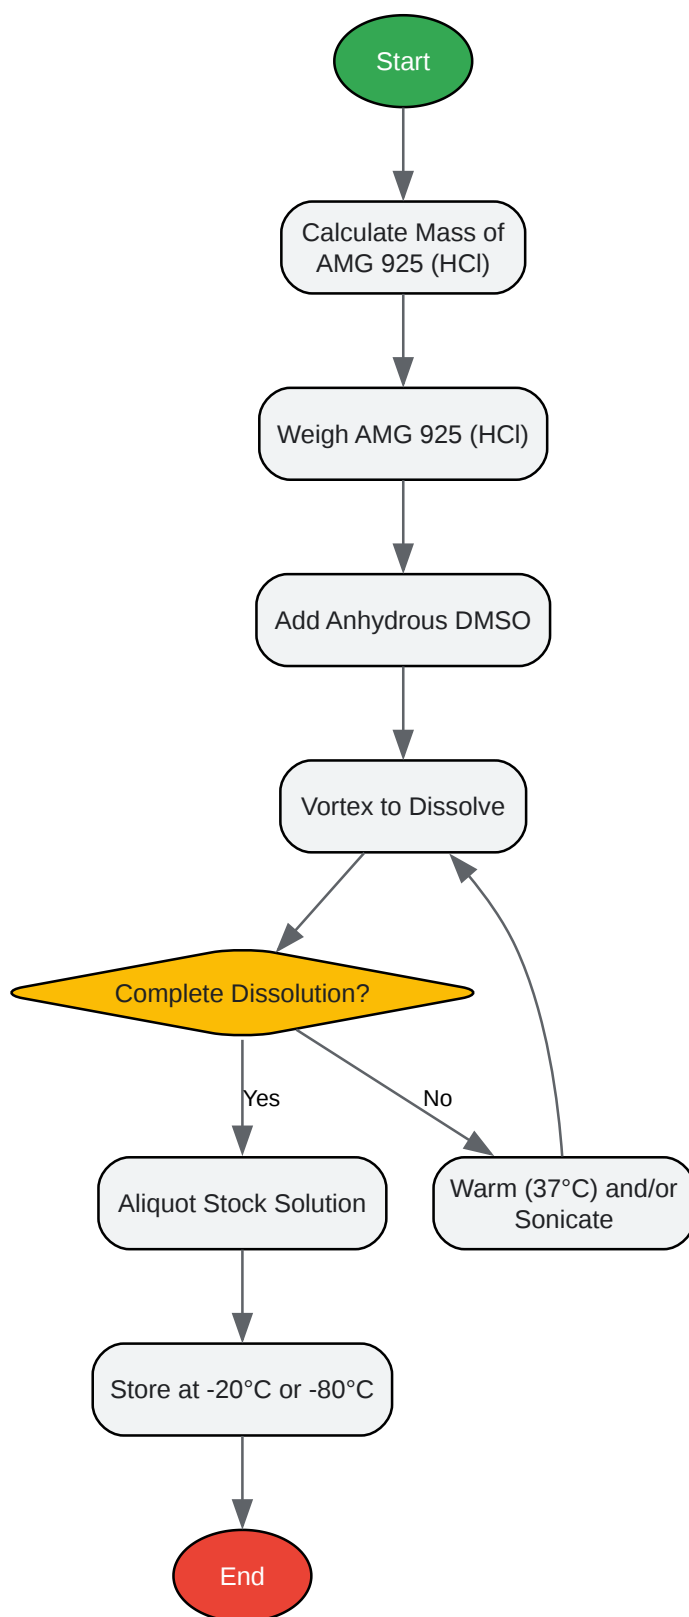 Start
Calculate Mass of
AMG 925 (HCl)
Weigh AMG 925 (HCl)
Add Anhydrous DMSO
Vortex to Dissolve
Complete Dissolution?
Yes
No
Aliquot Stock Solution
Warm (37°C) and/or
Sonicate
Store at -20°C or -80°C
End